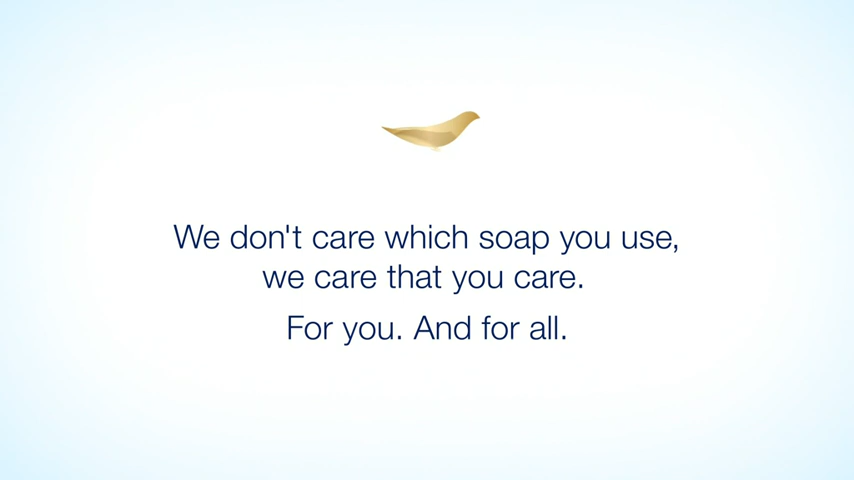 We don't care which soap you use,
we care that you care.
For you. And for all.